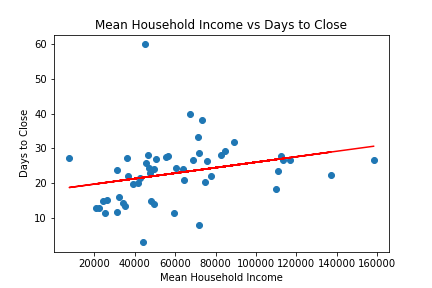 Mean Household Income vs Days to Close
60
50
40
30
20
10
Days to Close
20000 40000 60000 80000 100000 120000 140000 160000
Mean Household Income